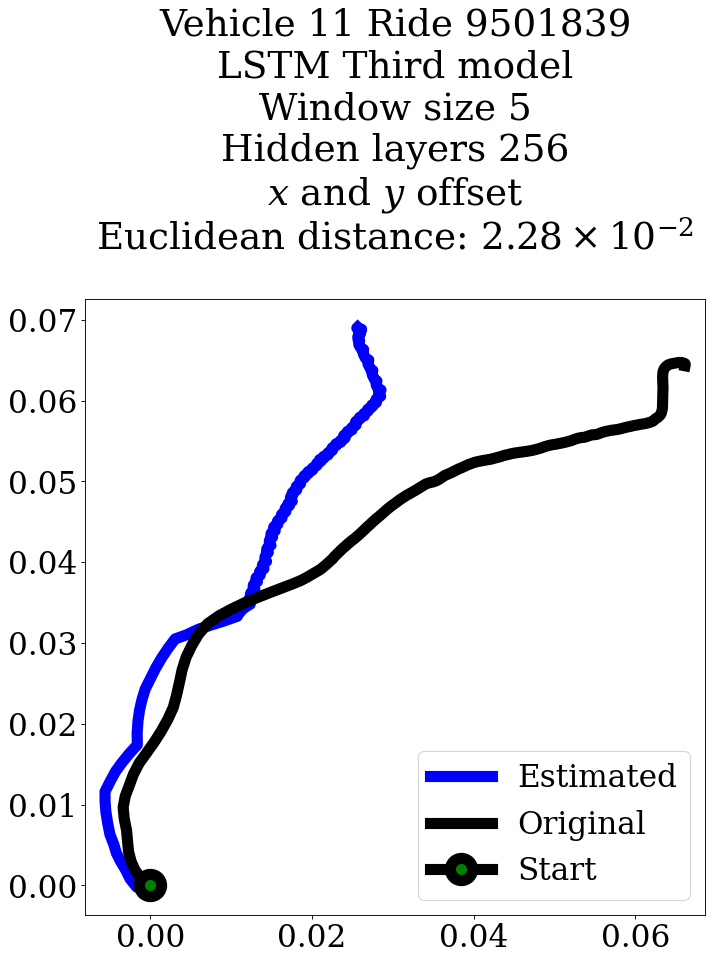 Vehicle 11 Ride 9501839
LSTM Third model
Window size 5
Hidden layers 256
x and y offset
Euclidean distance: 2.28 × 10⁻²
0.07
0.06
0.05
0.04
0.03
0.02
0.01
0.00
Estimated
Original
Start
0.00 0.02 0.04 0.06